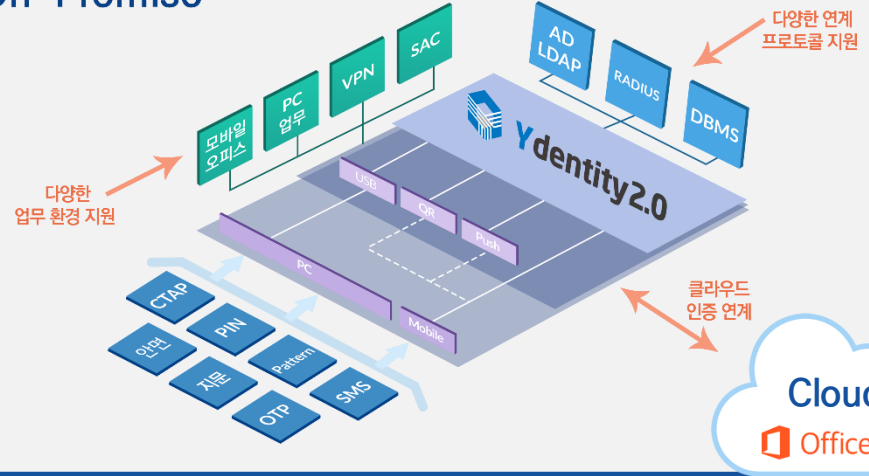 On-Promise
다양한 연계
프로토콜 지원
AD
LDAP
RADIUS
DBMS
SAC
VPN
PC
업무
모바일
오피스
다양한
업무 환경 지원
Ydentity2.0
USB
QR
Push
PC
Mobile
클라우드
인증 연계
CTAP
PIN
Pattern
SMS
안면
지문
OTP
Cloud
Office